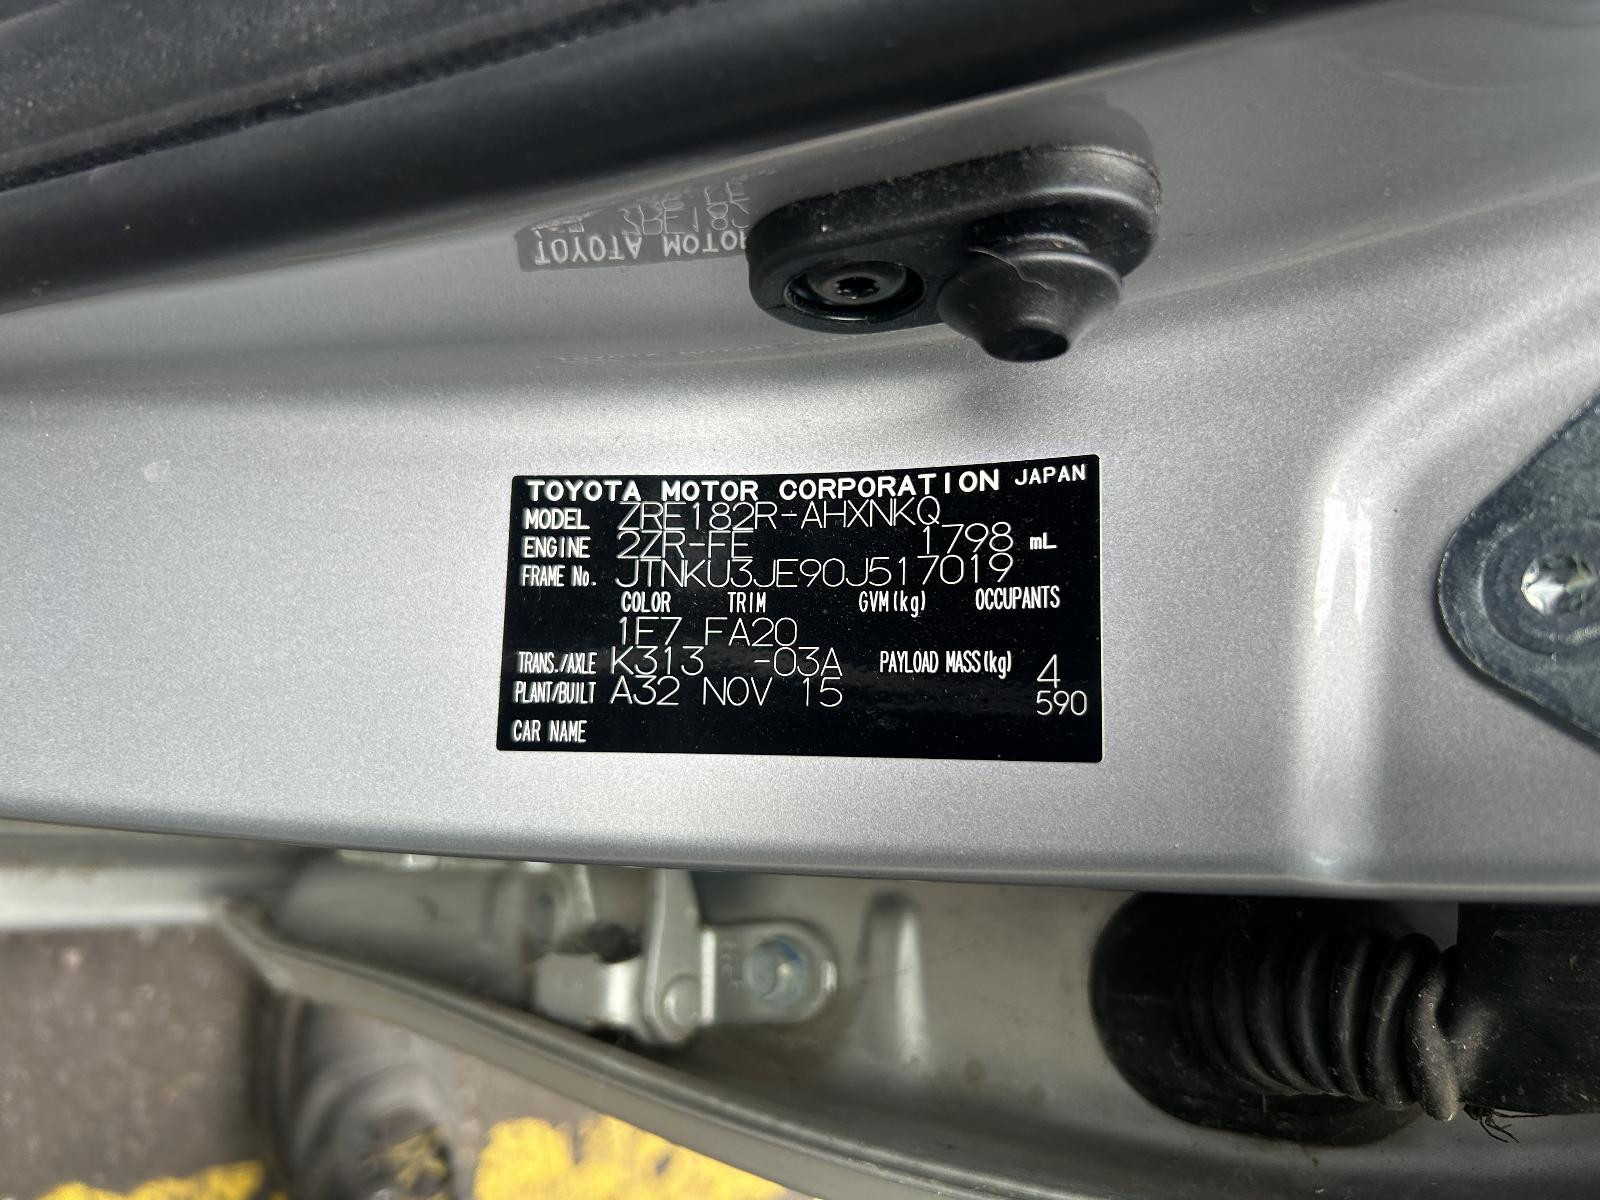 TOYOTA MOTOR CORPORATION JAPAN
MODEL ZRE182R-AHXNKQ
ENGINE 2ZR-FE 1798 mL
FRAME No. JTNKU3JE90J517019
COLOR TRIM GVM(kg) OCCUPANTS
1F7 FA20
TRANS./AXLE K313 -03A PAYLOAD MASS(kg) 4
PLANT/BUILT A32 NOV 15 590
CAR NAME